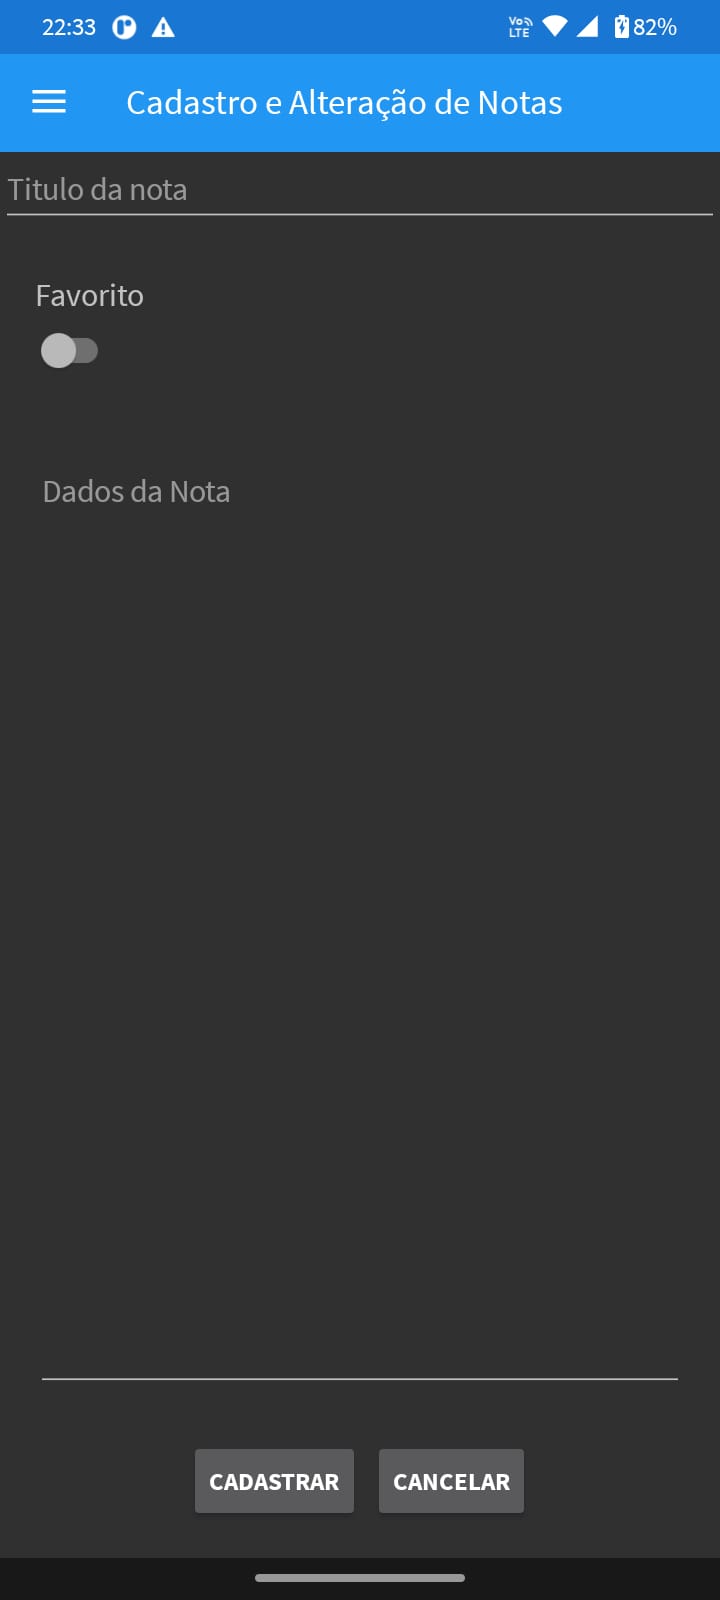 22:33 Vo LTE 82%
Cadastro e Alteração de Notas
Titulo da nota
Favorito
Dados da Nota
CADASTRAR CANCELAR